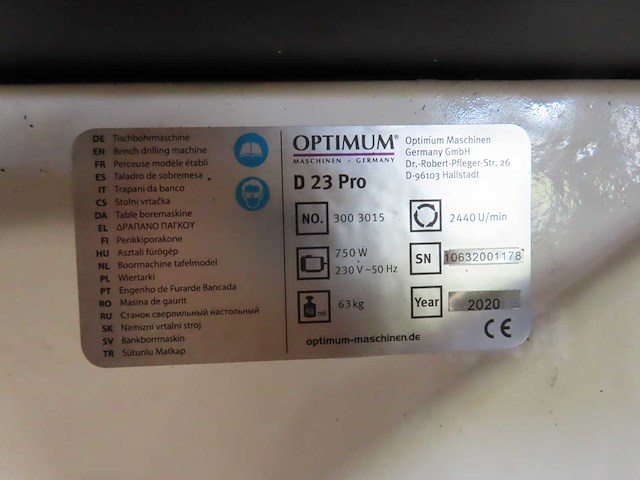 DE Tischbohrmaschine
EN Bench drilling machine
FR Perceuse modèle établi
ES Taladro de sobremesa
IT Trapani da banco
CS Stolní vrtačka
DA Table boremaskine
EL ΔΡΑΠΑΝΟ ΠΑΓΚΟΥ
FI Penkkiporakone
HU Asztali fúrógép
NL Boormachine tafelmodel
PL Wiertarki
PT Engenho de Furarde Bancada
RO Masina de gaurit
RU Станок сверлильный настольный
SK Namizni vrtalni stroj
SV Bänkborrmaskin
TR Sütunlu Matkap
OPTIMUM®
MASCHINEN - GERMANY
Optimum Maschinen
Germany GmbH
Dr.-Robert-Pfleger-Str. 26
D-96103 Hallstadt
D 23 Pro
NO. 300 3015
2440 U/min
750 W
230 V ~50 Hz
SN 10632001178
63 kg
Year 2020
optimum-maschinen.de
CE